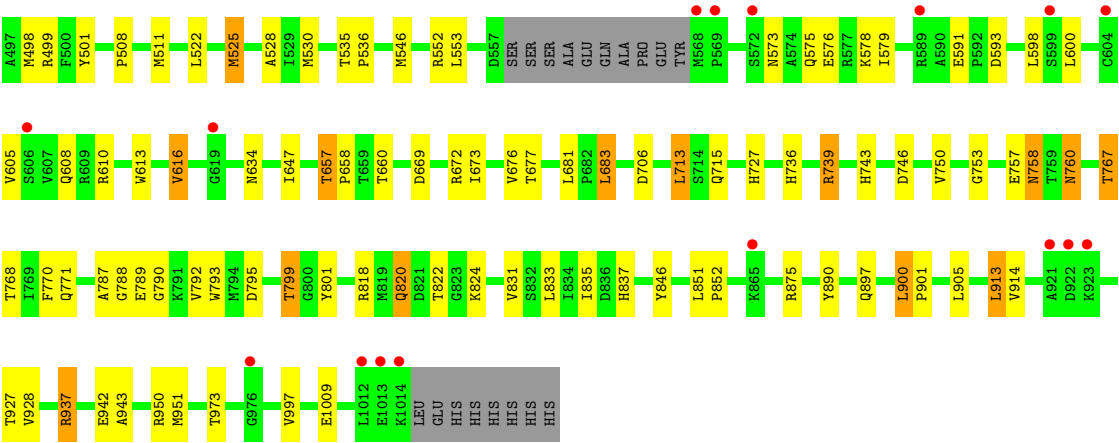 A497 M498 R499 F500 Y501 P508 M511 L522 M525 A528 I529 M530 T535 P536 M546 R552 L553 D557 SER SER SER ALA GLU GLN ALA PRO GLU TYR M568 P569 S572 N573 A574 Q575 E576 R577 K578 I579 R589 A590 E591 P592 D593 L598 S599 L600 C604
V605 S606 V607 Q608 R609 R610 W613 V616 G619 N634 I647 T657 P658 T659 T660 D669 R672 I673 V676 T677 L681 P682 L683 D706 L713 S714 Q715 H727 H736 R739 H743 D746 V750 G753 E757 N758 T759 N760 T767
T768 I769 F770 Q771 A787 G788 E789 G790 K791 V792 W793 M794 D795 T799 G800 Y801 R818 M819 Q820 D821 T822 G823 K824 V831 S832 L833 I834 I835 D836 H837 Y846 L851 P852 K865 R875 Y890 Q897 L900 P901 L905 L913 V914 A921 D922 K923
T927 V928 R937 E942 A943 R950 M951 T973 G976 V997 E1009 L1012 E1013 K1014 LEU GLU HIS HIS HIS HIS HIS HIS